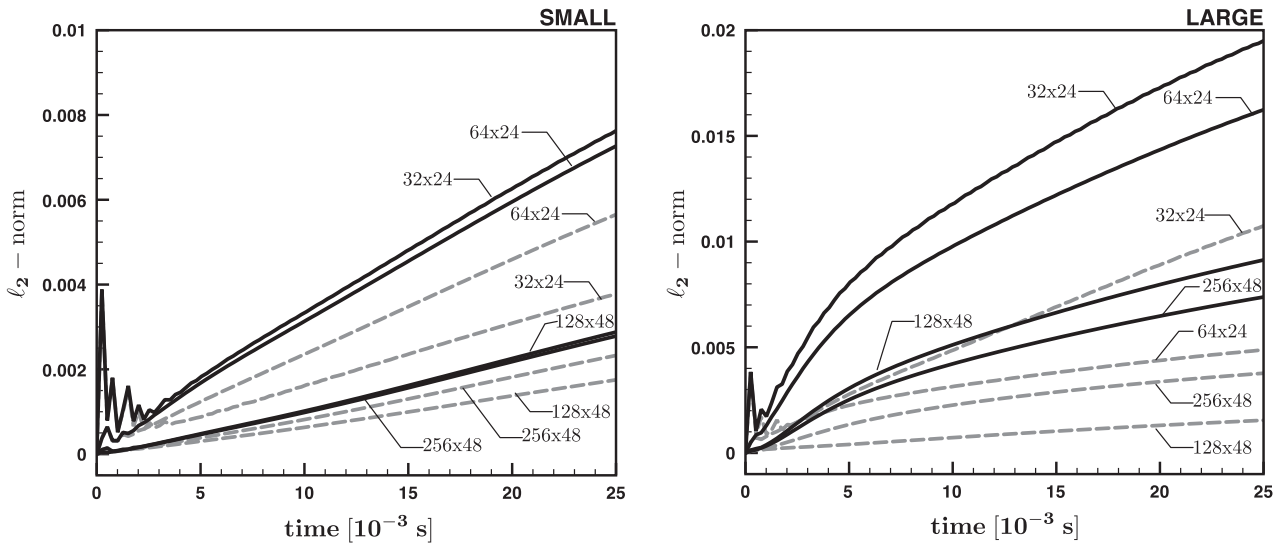 SMALL
0.01
0.008
0.006
0.004
0.002
0
ℓ₂ − norm
64x24
32x24
64x24
32x24
128x48
128x48
256x48
256x48
0
5
10
15
20
25
time [10⁻³ s]
LARGE
0.02
0.015
0.01
0.005
0
ℓ₂ − norm
32x24
64x24
32x24
256x48
128x48
64x24
256x48
128x48
0
5
10
15
20
25
time [10⁻³ s]